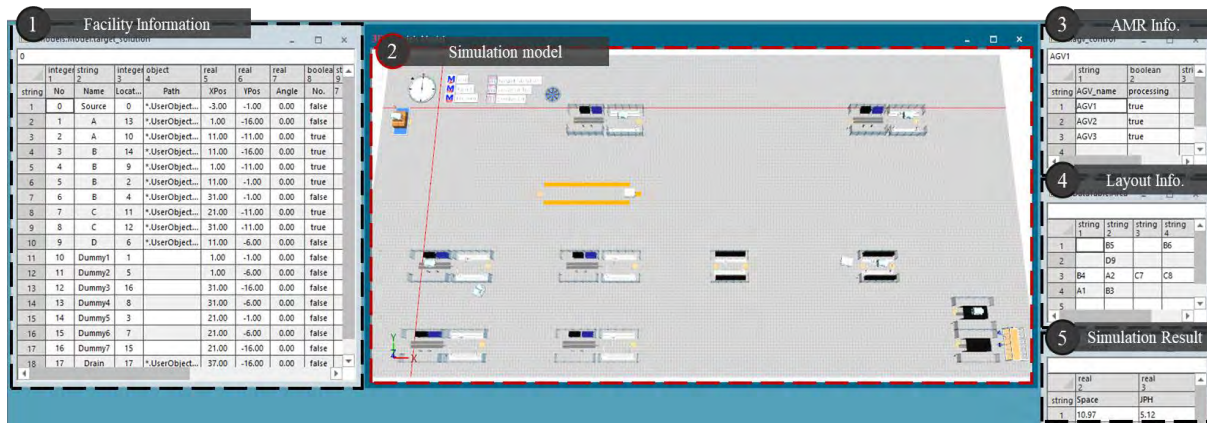 1 Facility Information
.Models.Model.target_solution
0
integer string integer object real real real boolea st
1 2 3 4 5 6 7 8 9
string No Name Locat... Path XPos YPos Angle No. 7
1 0 Source 0 *.UserObject... -3.00 -1.00 0.00 false
2 1 A 13 *.UserObject... 1.00 -16.00 0.00 false
3 2 A 10 *.UserObject... 11.00 -11.00 0.00 true
4 3 B 14 *.UserObject... 11.00 -16.00 0.00 true
5 4 B 9 *.UserObject... 1.00 -11.00 0.00 true
6 5 B 2 *.UserObject... 11.00 -1.00 0.00 true
7 6 B 4 *.UserObject... 31.00 -1.00 0.00 false
8 7 C 11 *.UserObject... 21.00 -11.00 0.00 true
9 8 C 12 *.UserObject... 31.00 -11.00 0.00 true
10 9 D 6 *.UserObject... 11.00 -6.00 0.00 false
11 10 Dummy1 1 1.00 -1.00 0.00 false
12 11 Dummy2 5 1.00 -6.00 0.00 false
13 12 Dummy3 16 31.00 -16.00 0.00 false
14 13 Dummy4 8 31.00 -6.00 0.00 false
15 14 Dummy5 3 21.00 -1.00 0.00 false
16 15 Dummy6 7 21.00 -6.00 0.00 false
17 16 Dummy7 15 21.00 -16.00 0.00 false
18 17 Drain 17 *.UserObject... 37.00 -16.00 0.00 false
2 Simulation model
Y
Z X
3 AMR Info.
AGV1
string boolean stri
1 2 3
string AGV_name processing
1 AGV1 true
2 AGV2 true
3 AGV3 true
4
4 Layout Info.
string string string string
1 2 3 4
1 B5 B6
2 D9
3 B4 A2 C7 C8
4 A1 B3
5
5 Simulation Result
real real
2 3
string Space JPH
1 10.97 5.12